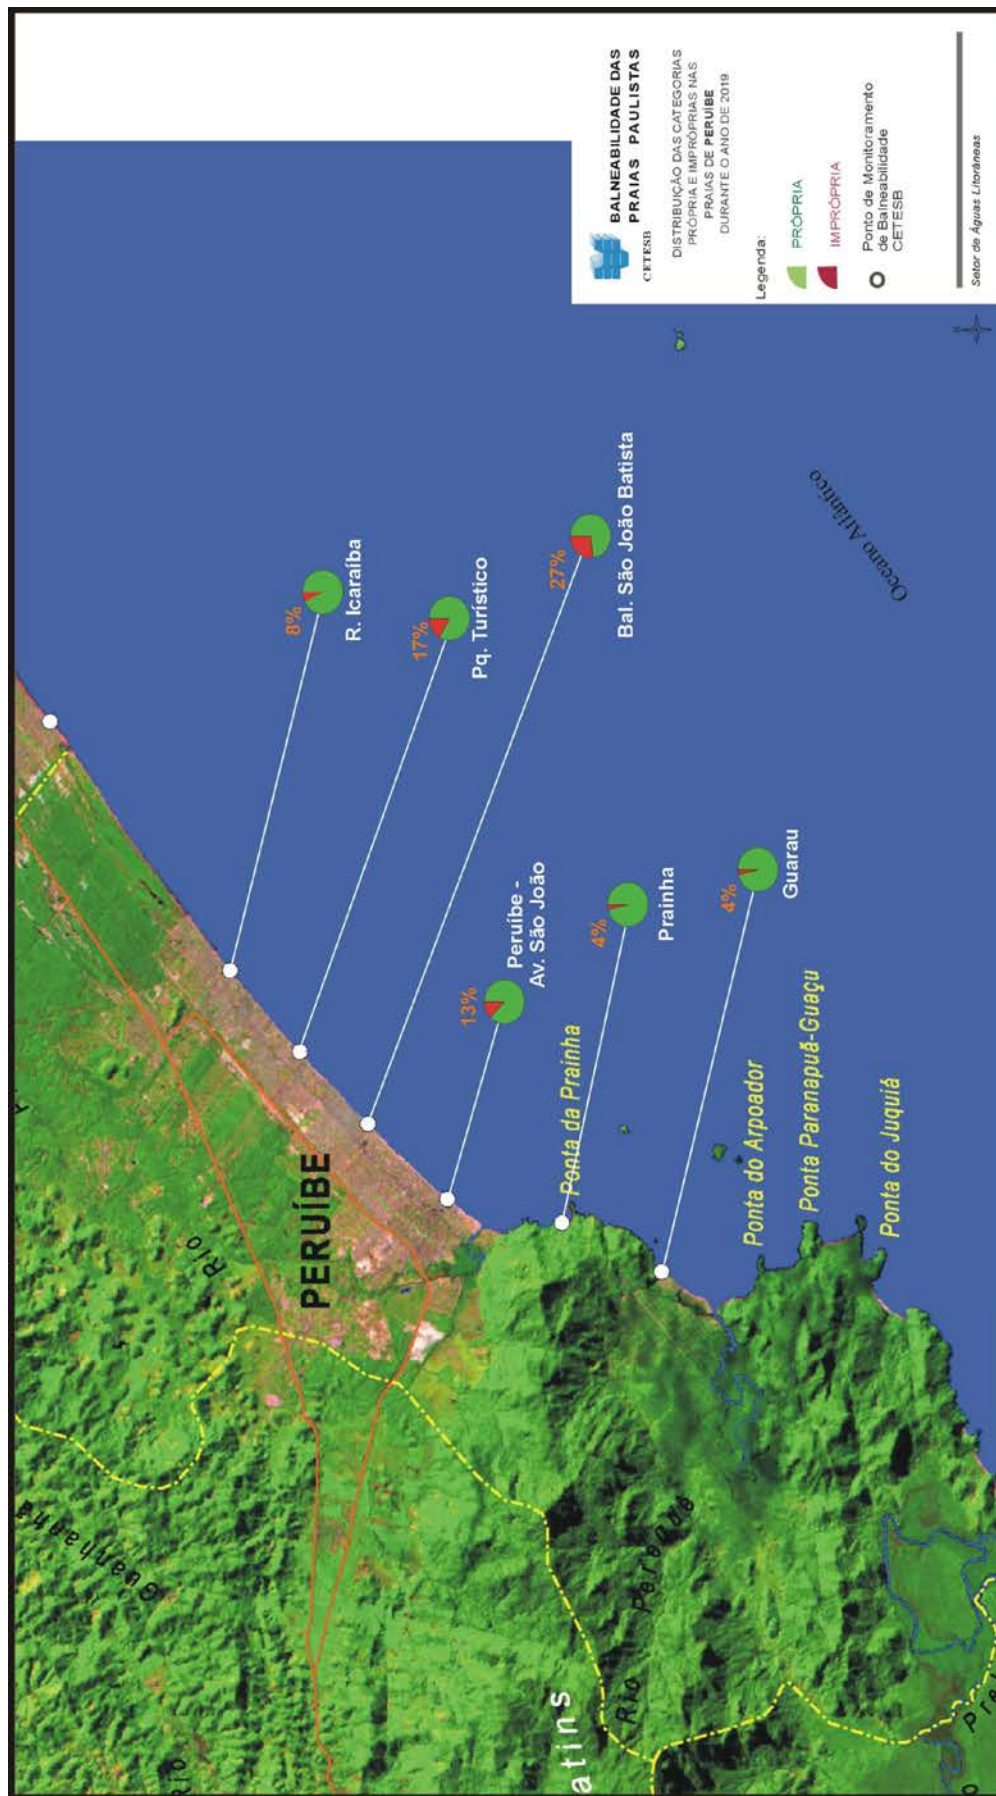 BALNEABILIDADE DAS
PRAIAS PAULISTAS
CETESB
DISTRIBUIÇÃO DAS CATEGORIAS
PRÓPRIA E IMPRÓPRIAS NAS
PRAIAS DE PERUÍBE
DURANTE O ANO DE 2019
Legenda:
PRÓPRIA
IMPRÓPRIA
Ponto de Monitoramento
de Balneabilidade
CETESB
Setor de Águas Litorâneas
N
8%
R. Icaraíba
17%
Pq. Turístico
27%
Bal. São João Batista
13%
Peruíbe -
Av. São João
4%
Prainha
4%
Guarau
Oceano Atlântico
PERUÍBE
Rio
Guanhanha
Ponta da Prainha
Ponta do Arpoador
Ponta Paranapuã-Guaçu
Ponta do Juquiá
Rio Perequê
atins